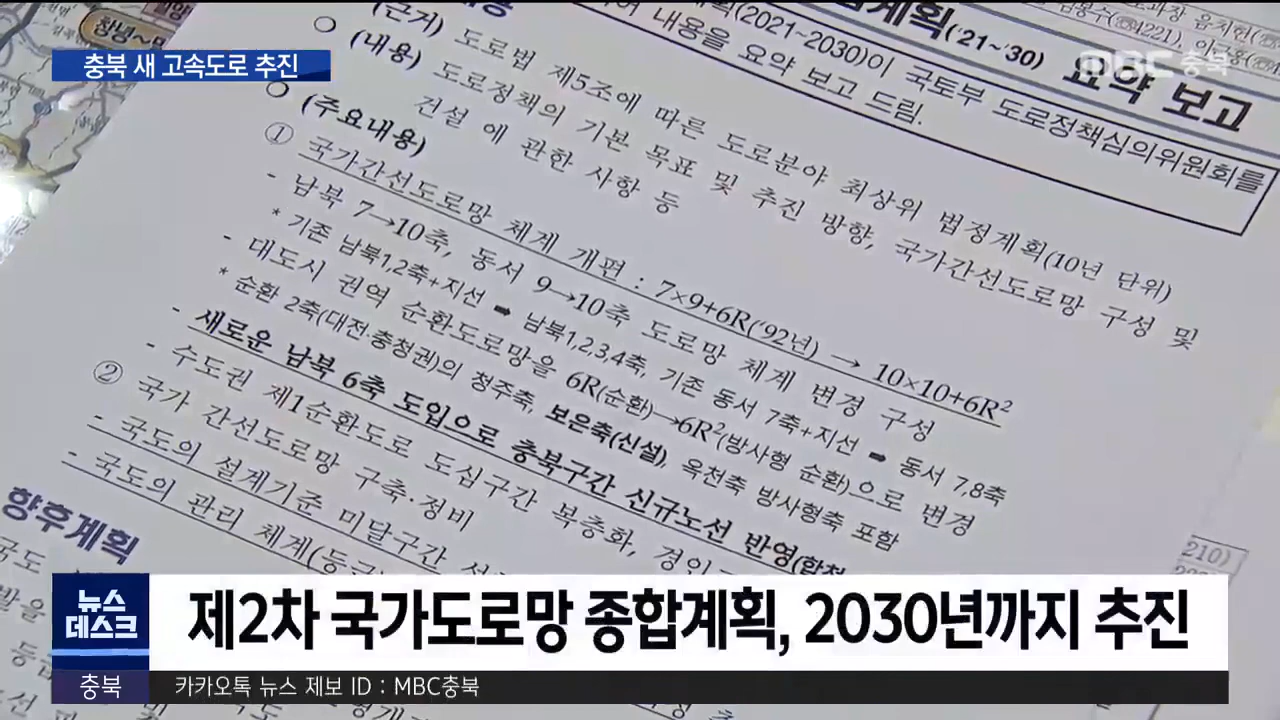 충북 새 고속도로 추진
MBC 충북
창녕~
계획('21~'30) 요약 보고
계획(2021~2030)이 국토부 도로정책심의위원회를
내용을 요약 보고 드림.
(근거) 도로법 제5조에 따른 도로분야 최상위 법정계획(10년 단위)
○ (내용) 도로정책의 기본 목표 및 추진 방향, 국가간선도로망 구성 및
건설 에 관한 사항 등
○ (주요내용)
① 국가간선도로망 체계 개편 : 7×9+6R('92년) → 10×10+6R²
- 남북 7→10축, 동서 9→10축 도로망 체계 변경 구성
* 기존 남북1,2축+지선 ➡ 남북1,2,3,4축, 기존 동서 7축+지선 ➡ 동서 7,8축
- 대도시 권역 순환도로망을 6R(순환)→6R²(방사형 순환)으로 변경
* 순환 2축(대전·충청권)의 청주축, 보은축(신설), 옥천축 방사형축 포함
- 새로운 남북 6축 도입으로 충북구간 신규노선 반영(합천
- 수도권 제1순환도로 도심구간 복층화, 경인
② 국가 간선도로망 구축·정비
- 국도의 설계기준 미달구간
- 국도의 관리 체계(등급
향후계획
국도
210)
뉴스
데스크
제2차 국가도로망 종합계획, 2030년까지 추진
충북
카카오톡 뉴스 제보 ID : MBC충북